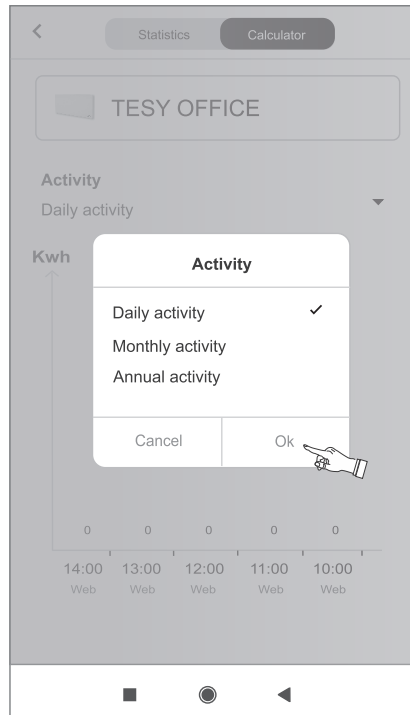 Statistics Calculator
TESY OFFICE
Activity
Daily activity
Kwh
Activity
Daily activity
Monthly activity
Annual activity
Cancel Ok
0 0 0 0 0
14:00 13:00 12:00 11:00 10:00
Web Web Web Web Web